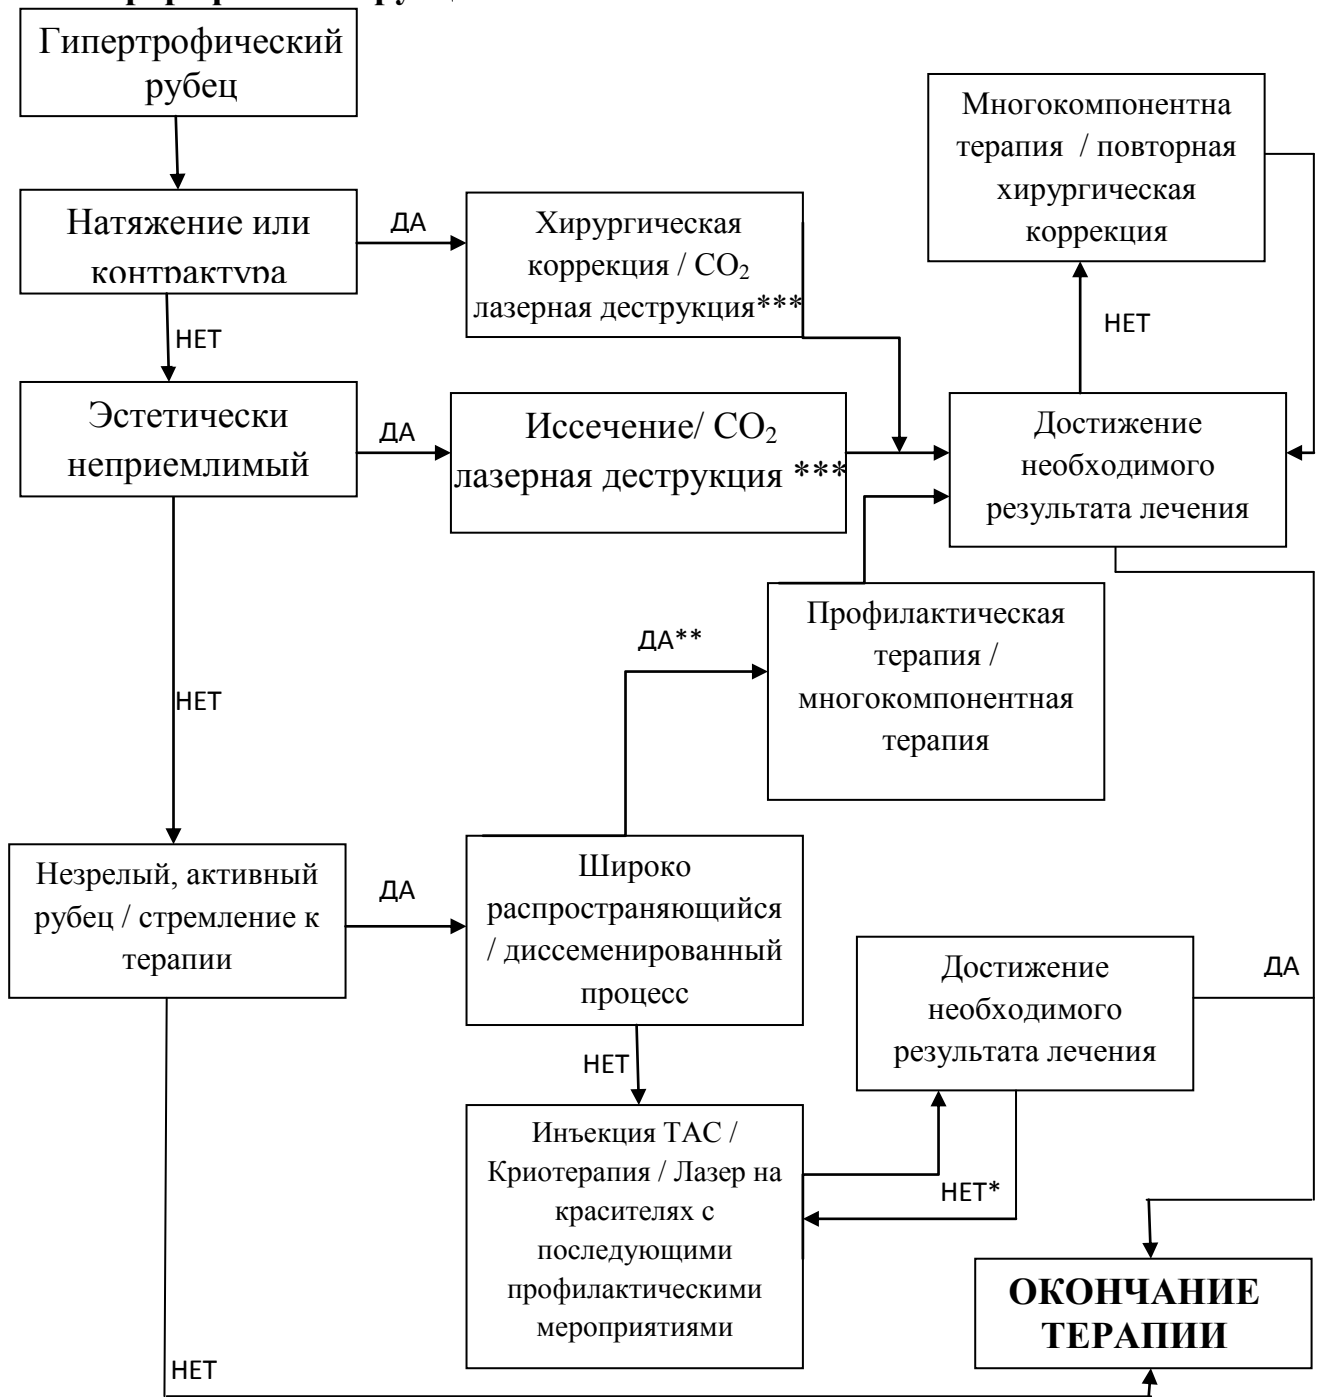 Гипертрофический
рубец
Натяжение или
контрактура
ДА
Хирургическая
коррекция / CO₂
лазерная деструкция***
Многокомпонентна
терапия / повторная
хирургическая
коррекция
НЕТ
НЕТ
Эстетически
неприемлимый
ДА
Иссечение/ CO₂
лазерная деструкция ***
Достижение
необходимого
результата лечения
НЕТ
ДА**
Профилактическая
терапия /
многокомпонентная
терапия
Незрелый, активный
рубец / стремление к
терапии
ДА
Широко
распространяющийся
/ диссеменированный
процесс
НЕТ
Достижение
необходимого
результата лечения
ДА
Инъекция ТАС /
Криотерапия / Лазер на
красителях с
последующими
профилактическими
мероприятиями
НЕТ*
ОКОНЧАНИЕ
ТЕРАПИИ
НЕТ